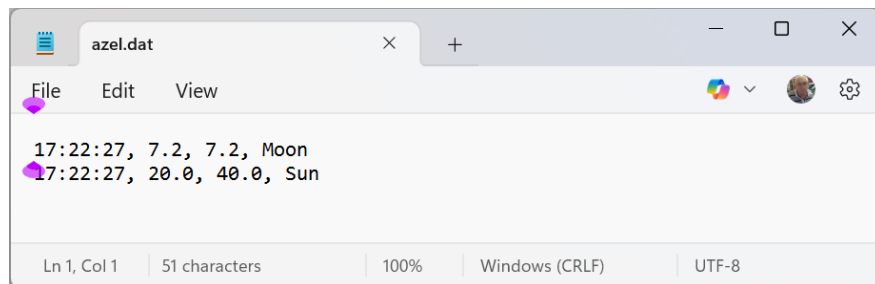 azel.dat
File Edit View
17:22:27, 7.2, 7.2, Moon
17:22:27, 20.0, 40.0, Sun
Ln 1, Col 1 51 characters 100% Windows (CRLF) UTF-8